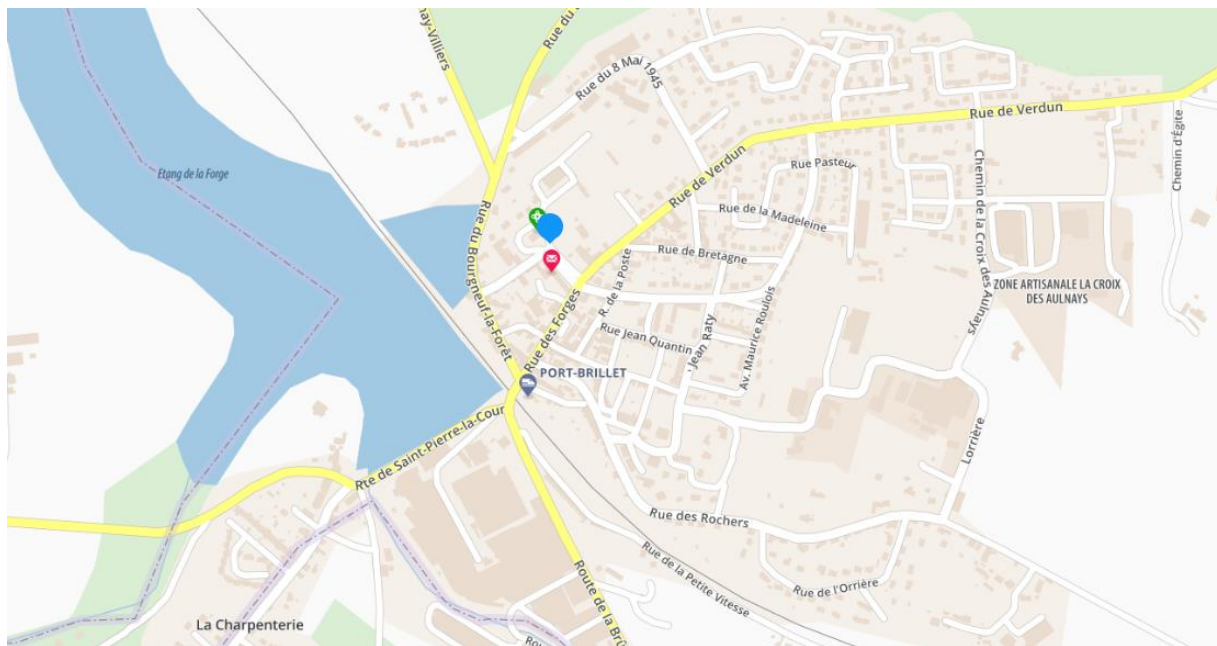 nay-Villiers
Rue du
Rue du 8 Mai 1945
Rue de Verdun
Chemin d'Égite
Étang de la Forge
Rue Pasteur
Rue de Verdun
Rue de la Madeleine
Chemin de la Croix des Aulnays
Rue du Bourgneuf-la-Forêt
Rue de Bretagne
R. de la Poste
ZONE ARTISANALE LA CROIX
DES AULNAYS
Rue des Forges
Rue Jean Quantin
Jean Raty
Av. Maurice Roulois
PORT-BRILLET
Rte de Saint-Pierre-la-Cour
Lorrière
Rue des Rochers
Rue de la Petite Vitesse
Rue de l'Orrière
Route de la Brû
La Charpenterie